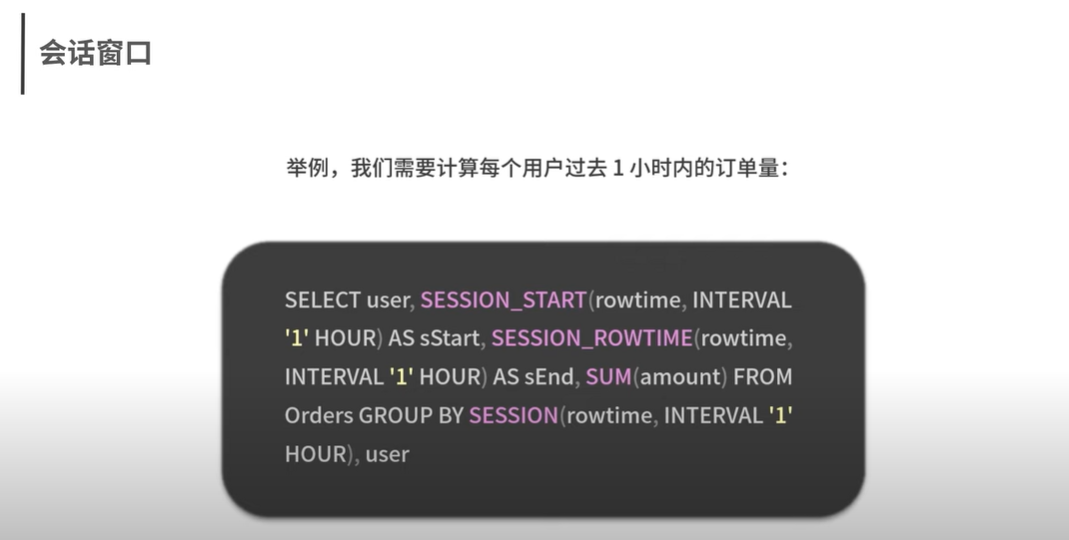 会话窗口
举例，我们需要计算每个用户过去 1 小时内的订单量：
SELECT user, SESSION_START(rowtime, INTERVAL
'1' HOUR) AS sStart, SESSION_ROWTIME(rowtime,
INTERVAL '1' HOUR) AS sEnd, SUM(amount) FROM
Orders GROUP BY SESSION(rowtime, INTERVAL '1'
HOUR), user